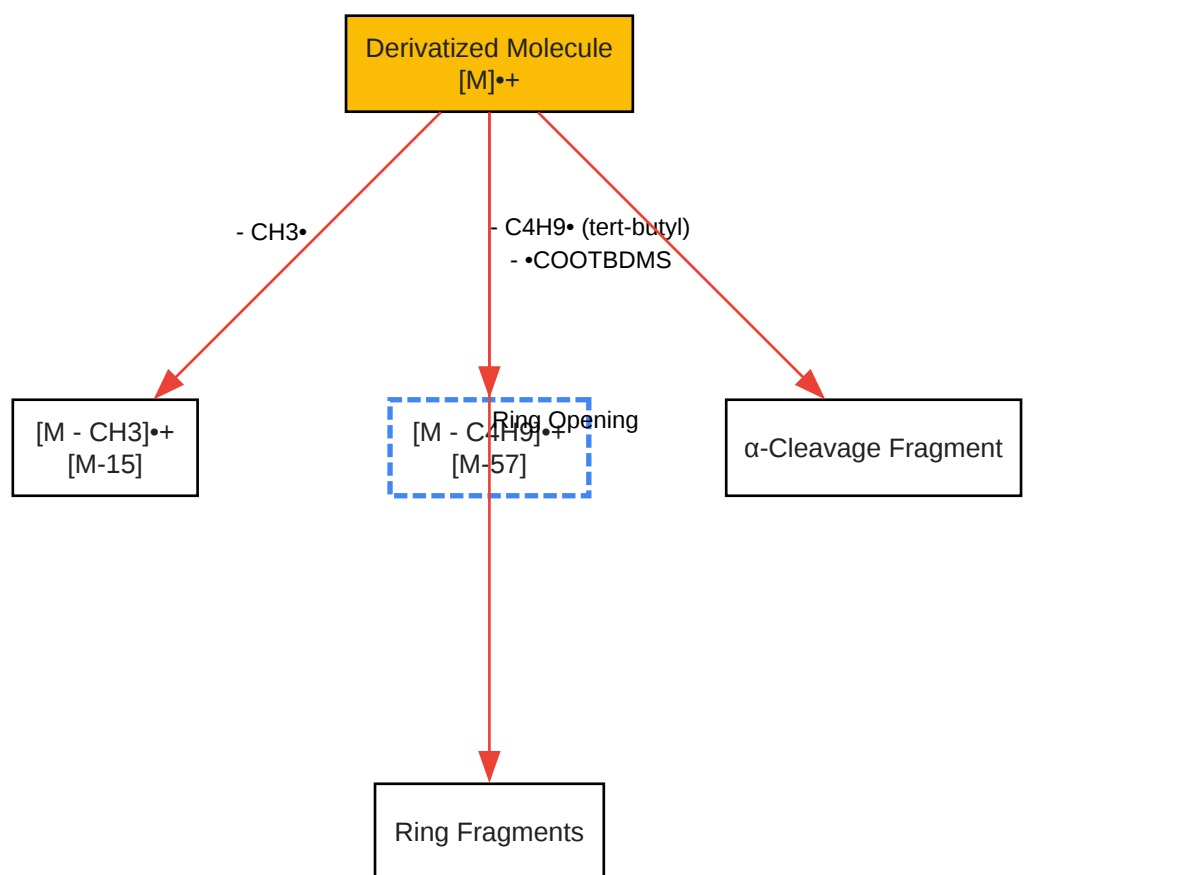 Derivatized Molecule
[M]•+
- CH3•
- C4H9• (tert-butyl)
- •COOTBDMS
[M - CH3]•+
[M-15]
Ring Opening
[M - C4H9]•+
[M-57]
α-Cleavage Fragment
Ring Fragments